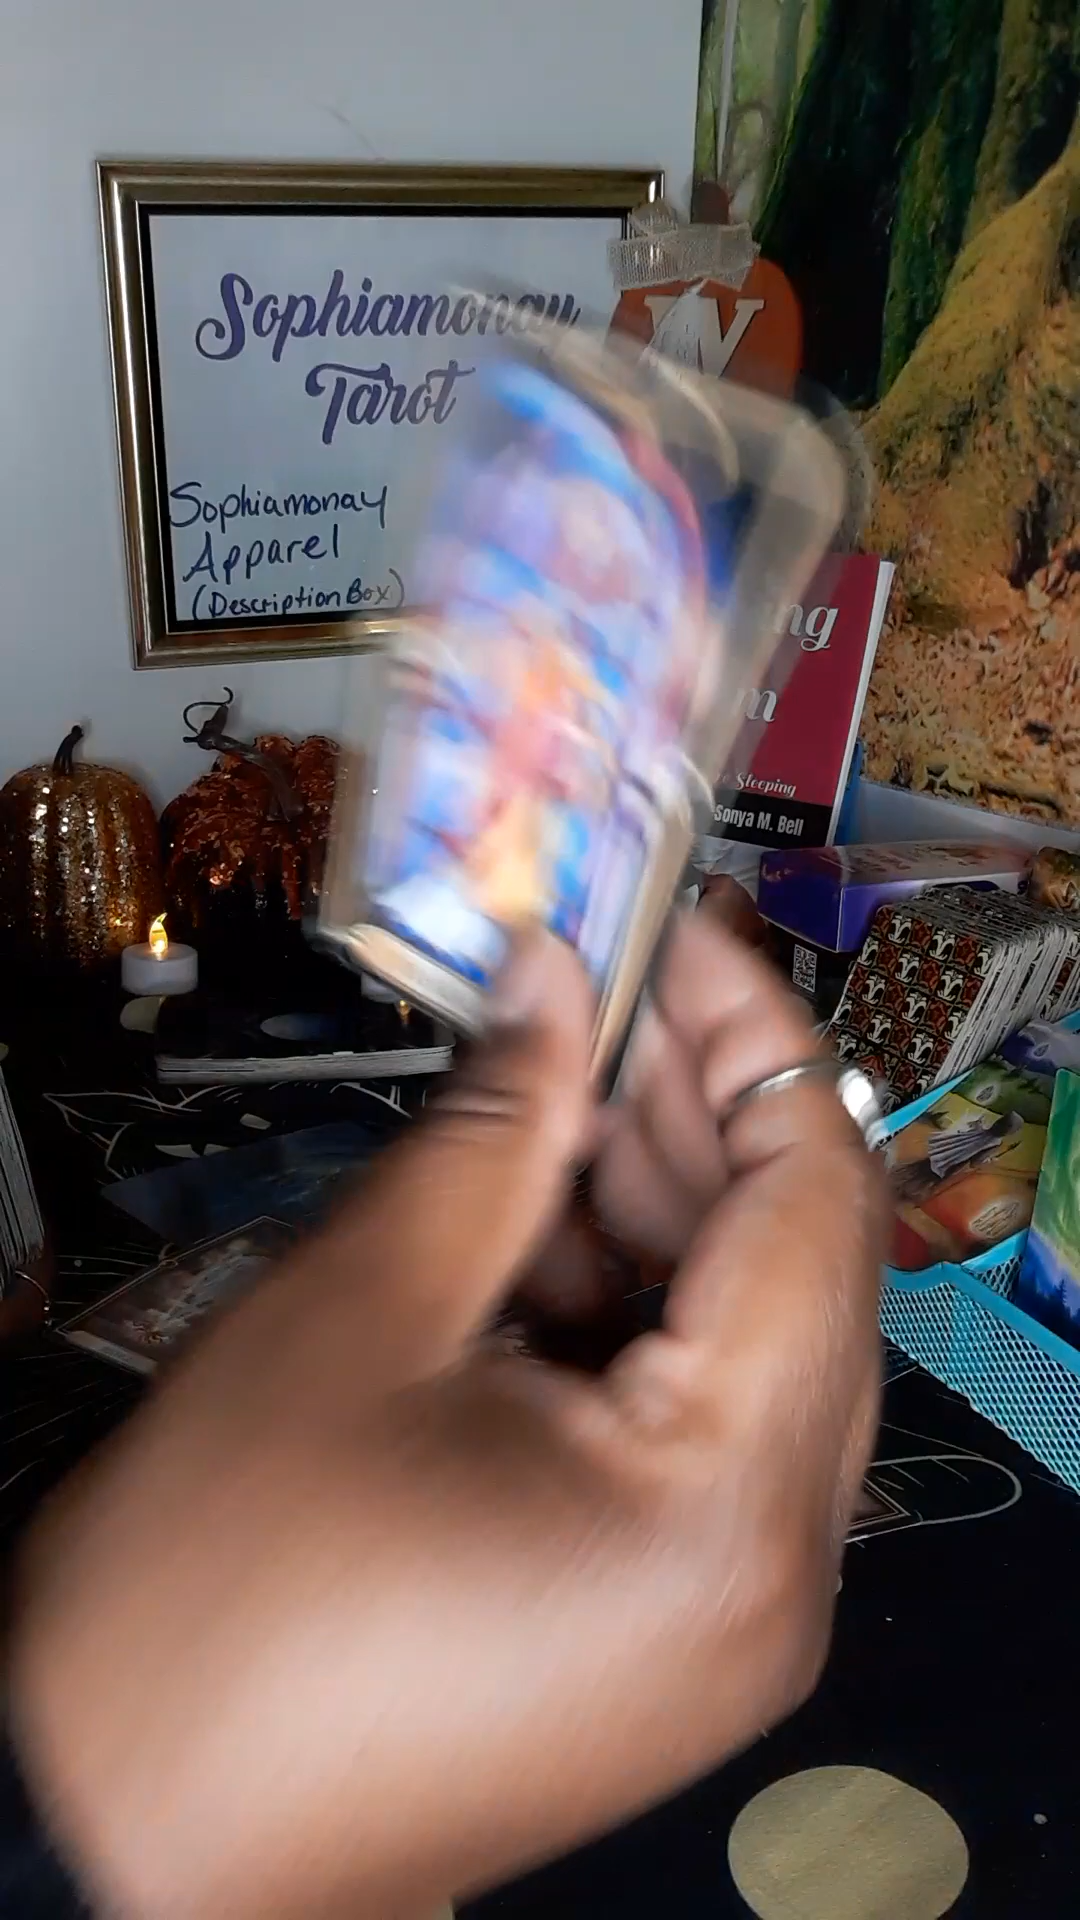 Sophiamonay
Tarot
Sophiamonay
Apparel
(Description Box)
W
ng
m
Sleeping
Sonya M. Bell